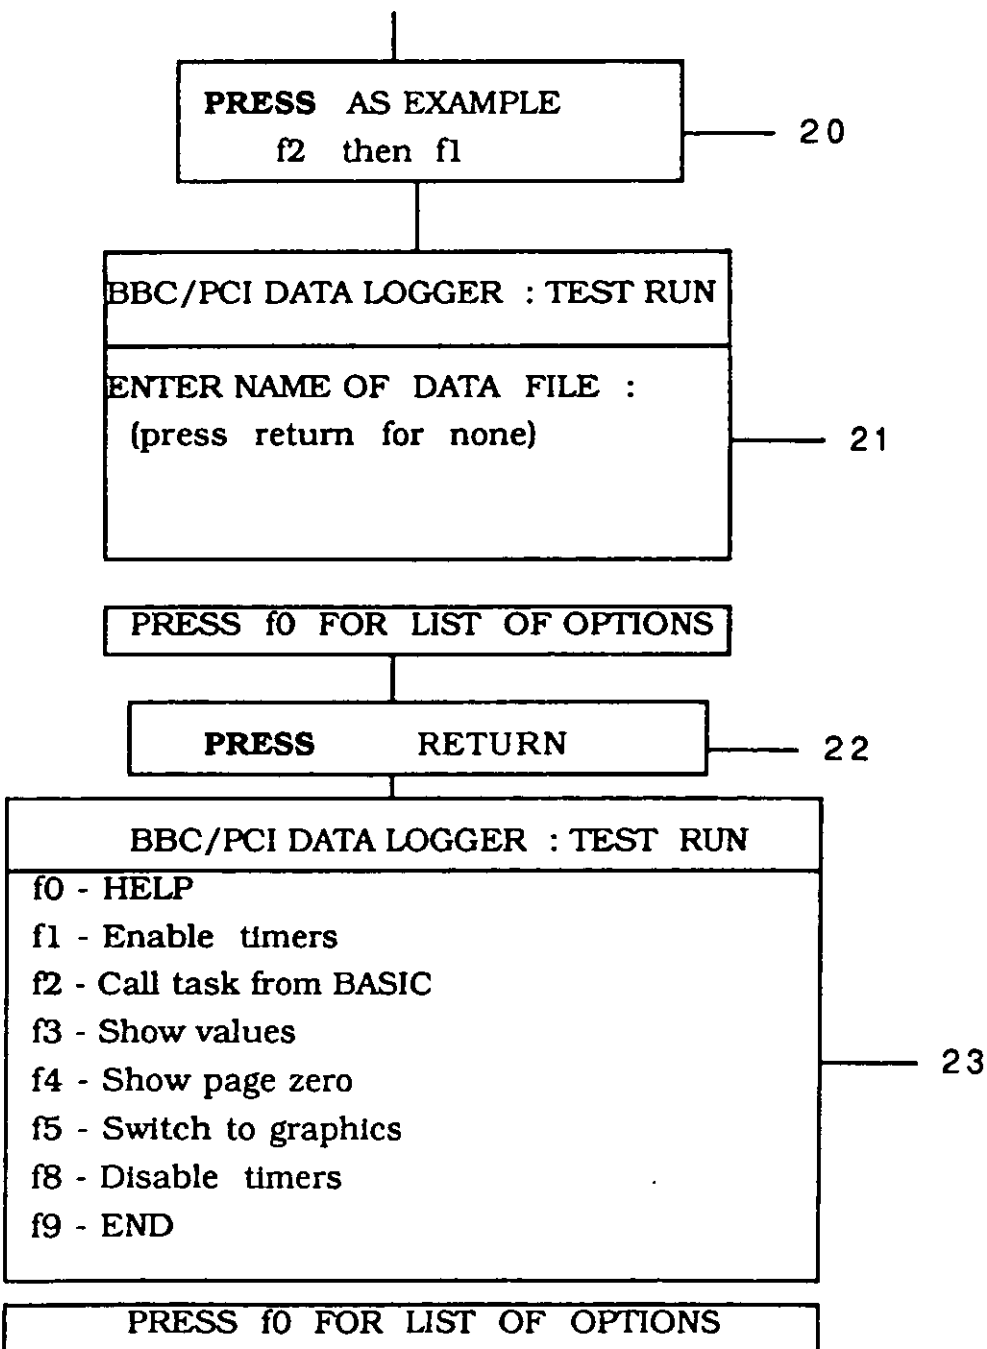 PRESS AS EXAMPLE
f2 then f1
20
BBC/PCI DATA LOGGER : TEST RUN
ENTER NAME OF DATA FILE :
(press return for none)
21
PRESS f0 FOR LIST OF OPTIONS
PRESS RETURN
22
BBC/PCI DATA LOGGER : TEST RUN
f0 - HELP
f1 - Enable timers
f2 - Call task from BASIC
f3 - Show values
f4 - Show page zero
f5 - Switch to graphics
f8 - Disable timers
f9 - END
23
PRESS f0 FOR LIST OF OPTIONS